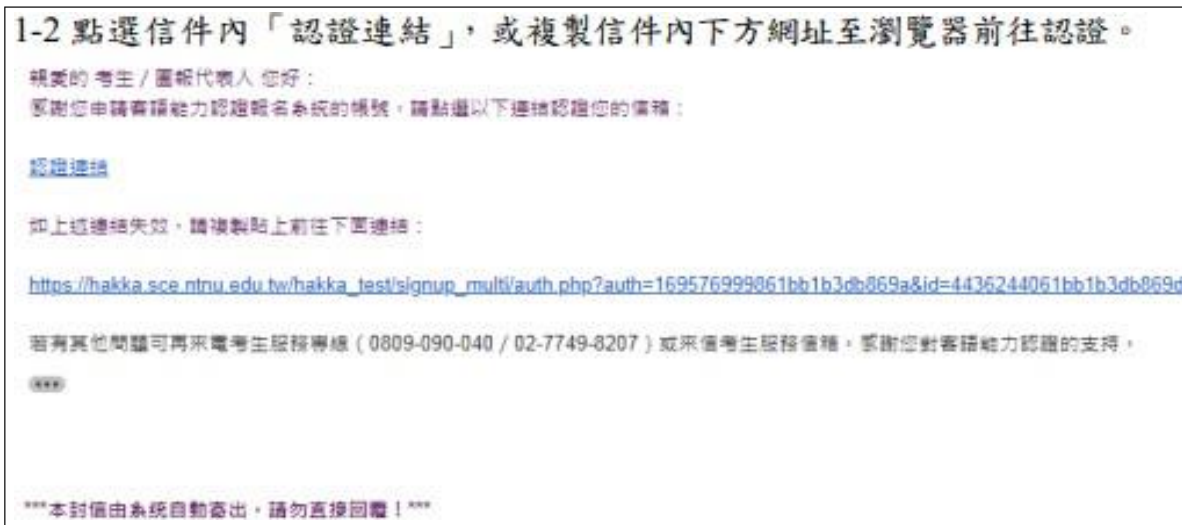 1-2 點選信件內「認證連結」，或複製信件內下方網址至瀏覽器前往認證。
親愛的 考生 / 團報代表人 您好：
感謝您申請客語能力認證報名系統的帳號，請點選以下連結認證您的信箱：
認證連結
如上述連結失效，請複製貼上前往下面連結：
https://hakka.sce.ntnu.edu.tw/hakka_test/signup_multi/auth.php?auth=169576999861bb1b3db869a&id=4436244061bb1b3db869d
若有其他問題可再來電考生服務專線（0809-090-040 / 02-7749-8207）或來信考生服務信箱，感謝您對客語能力認證的支持，
***本封信由系統自動寄出，請勿直接回覆！***